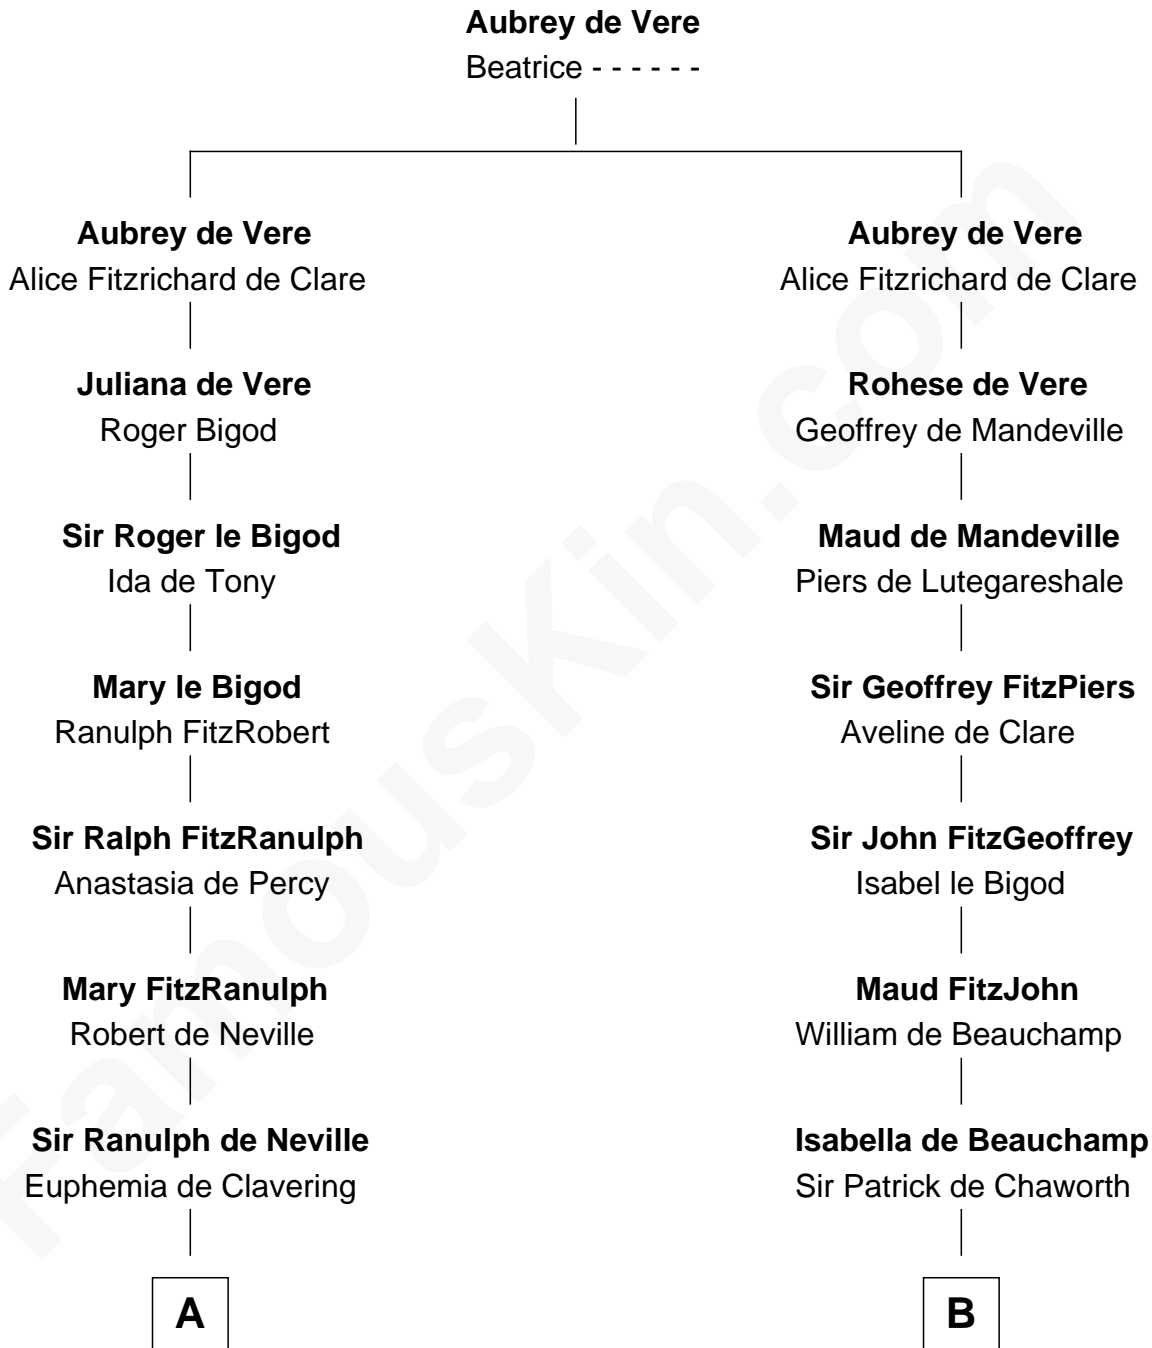 Aubrey de Vere
Beatrice - - - - - -
Aubrey de Vere
Alice Fitzrichard de Clare
Aubrey de Vere
Alice Fitzrichard de Clare
Juliana de Vere
Roger Bigod
Rohese de Vere
Geoffrey de Mandeville
Sir Roger le Bigod
Ida de Tony
Maud de Mandeville
Piers de Lutegareshale
Mary le Bigod
Ranulph FitzRobert
Sir Geoffrey FitzPiers
Aveline de Clare
Sir Ralph FitzRanulph
Anastasia de Percy
Sir John FitzGeoffrey
Isabel le Bigod
Mary FitzRanulph
Robert de Neville
Maud FitzJohn
William de Beauchamp
Sir Ranulph de Neville
Euphemia de Clavering
Isabella de Beauchamp
Sir Patrick de Chaworth
A
B
FamousKin.com